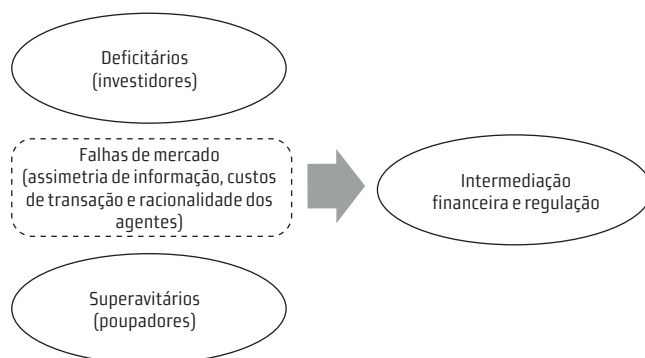 Deficitários
(investidores)
Falhas de mercado
(assimetria de informação, custos
de transação e racionalidade dos
agentes)
Intermediação
financeira e regulação
Superavitários
(poupadores)